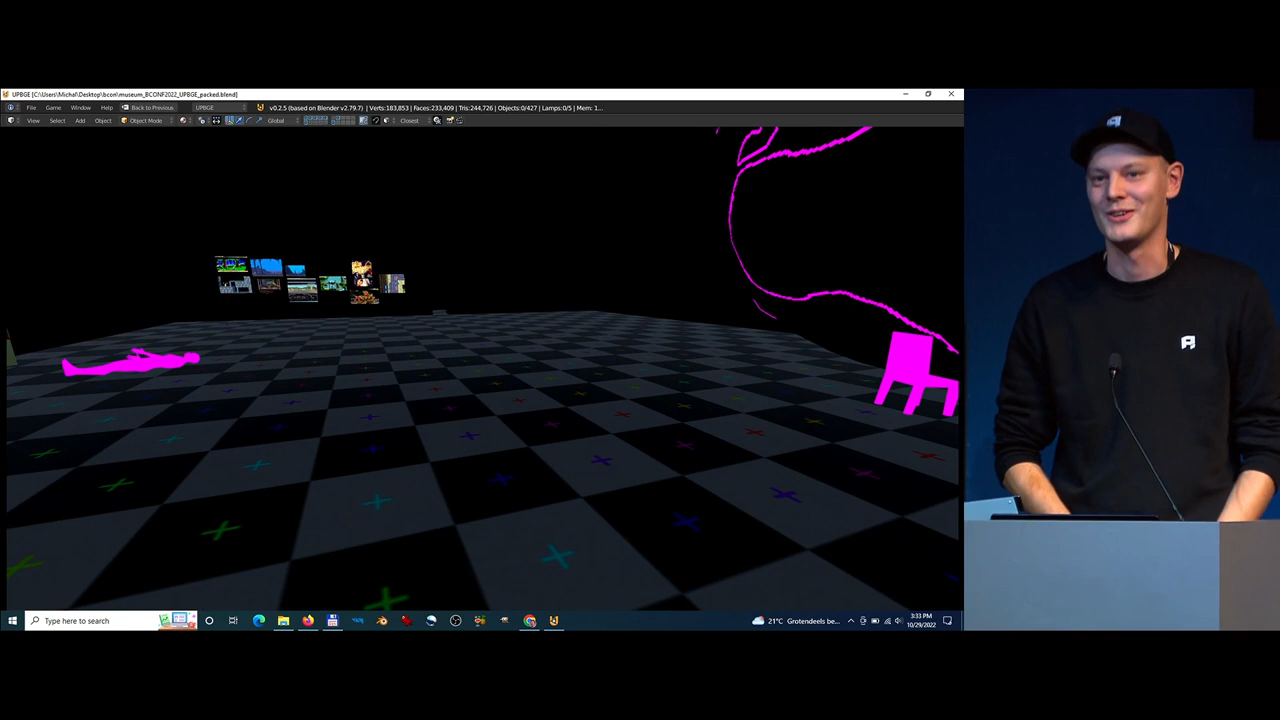 UPBGE [C:\Users\Michal\Desktop\bcon\museum_BCONF2022_UPBGE_packed.blend]
File Game Window Help Back to Previous UPBGE v0.2.5 (based on Blender v2.79.7) | Verts:183,853 | Faces:233,409 | Tris:244,726 | Objects:0/427 | Lamps:0/5 | Mem: 1...
View Select Add Object Object Mode Global Closest
Type here to search 21°C Grotendeels be... 3:33 PM
10/29/2022